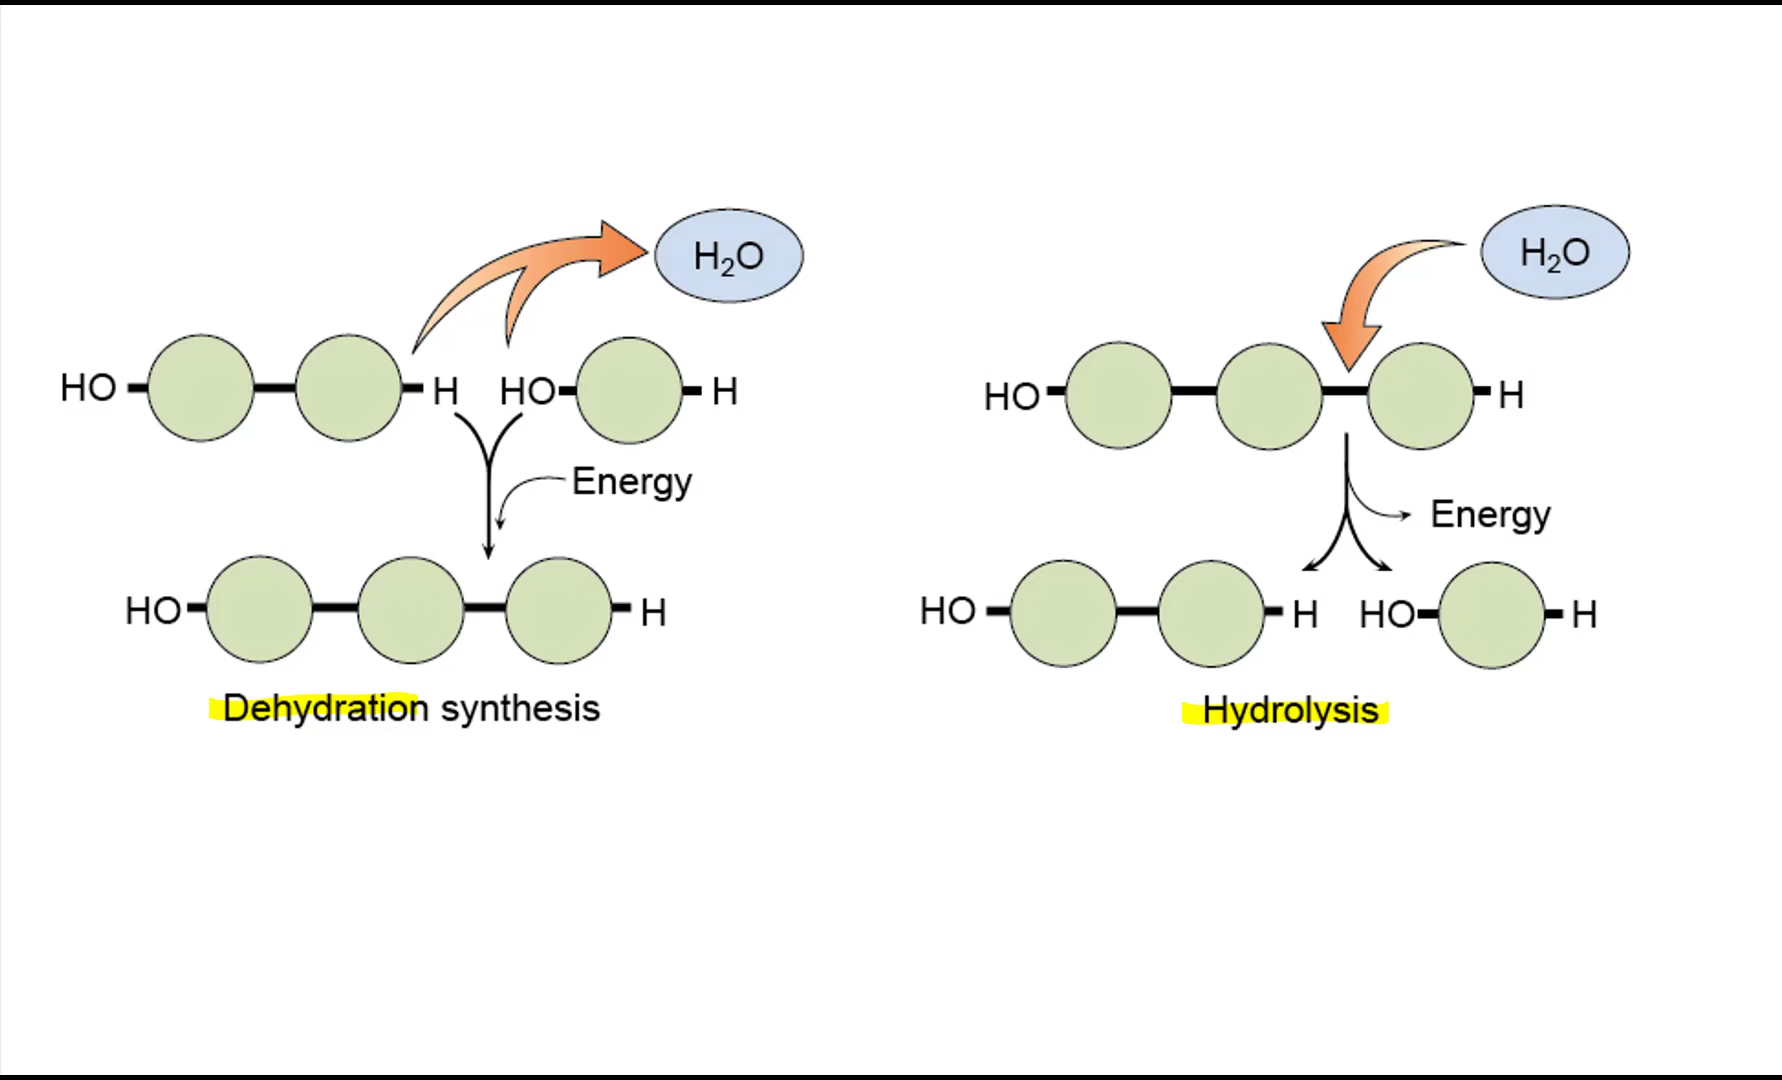 H₂O
HO H HO H
Energy
HO H
Dehydration synthesis
H₂O
HO H
Energy
HO H HO H
Hydrolysis